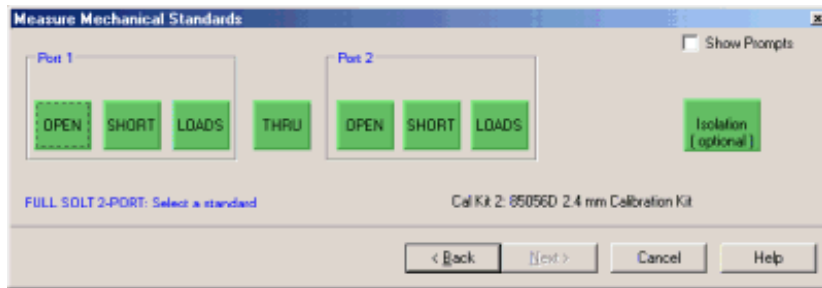 Measure Mechanical Standards
Show Prompts
Port 1
Port 2
OPEN SHORT LOADS THRU OPEN SHORT LOADS
Isolation
( optional )
FULL SOLT 2-PORT: Select a standard
Cal Kit 2: 85056D 2.4 mm Calibration Kit
< Back Next > Cancel Help